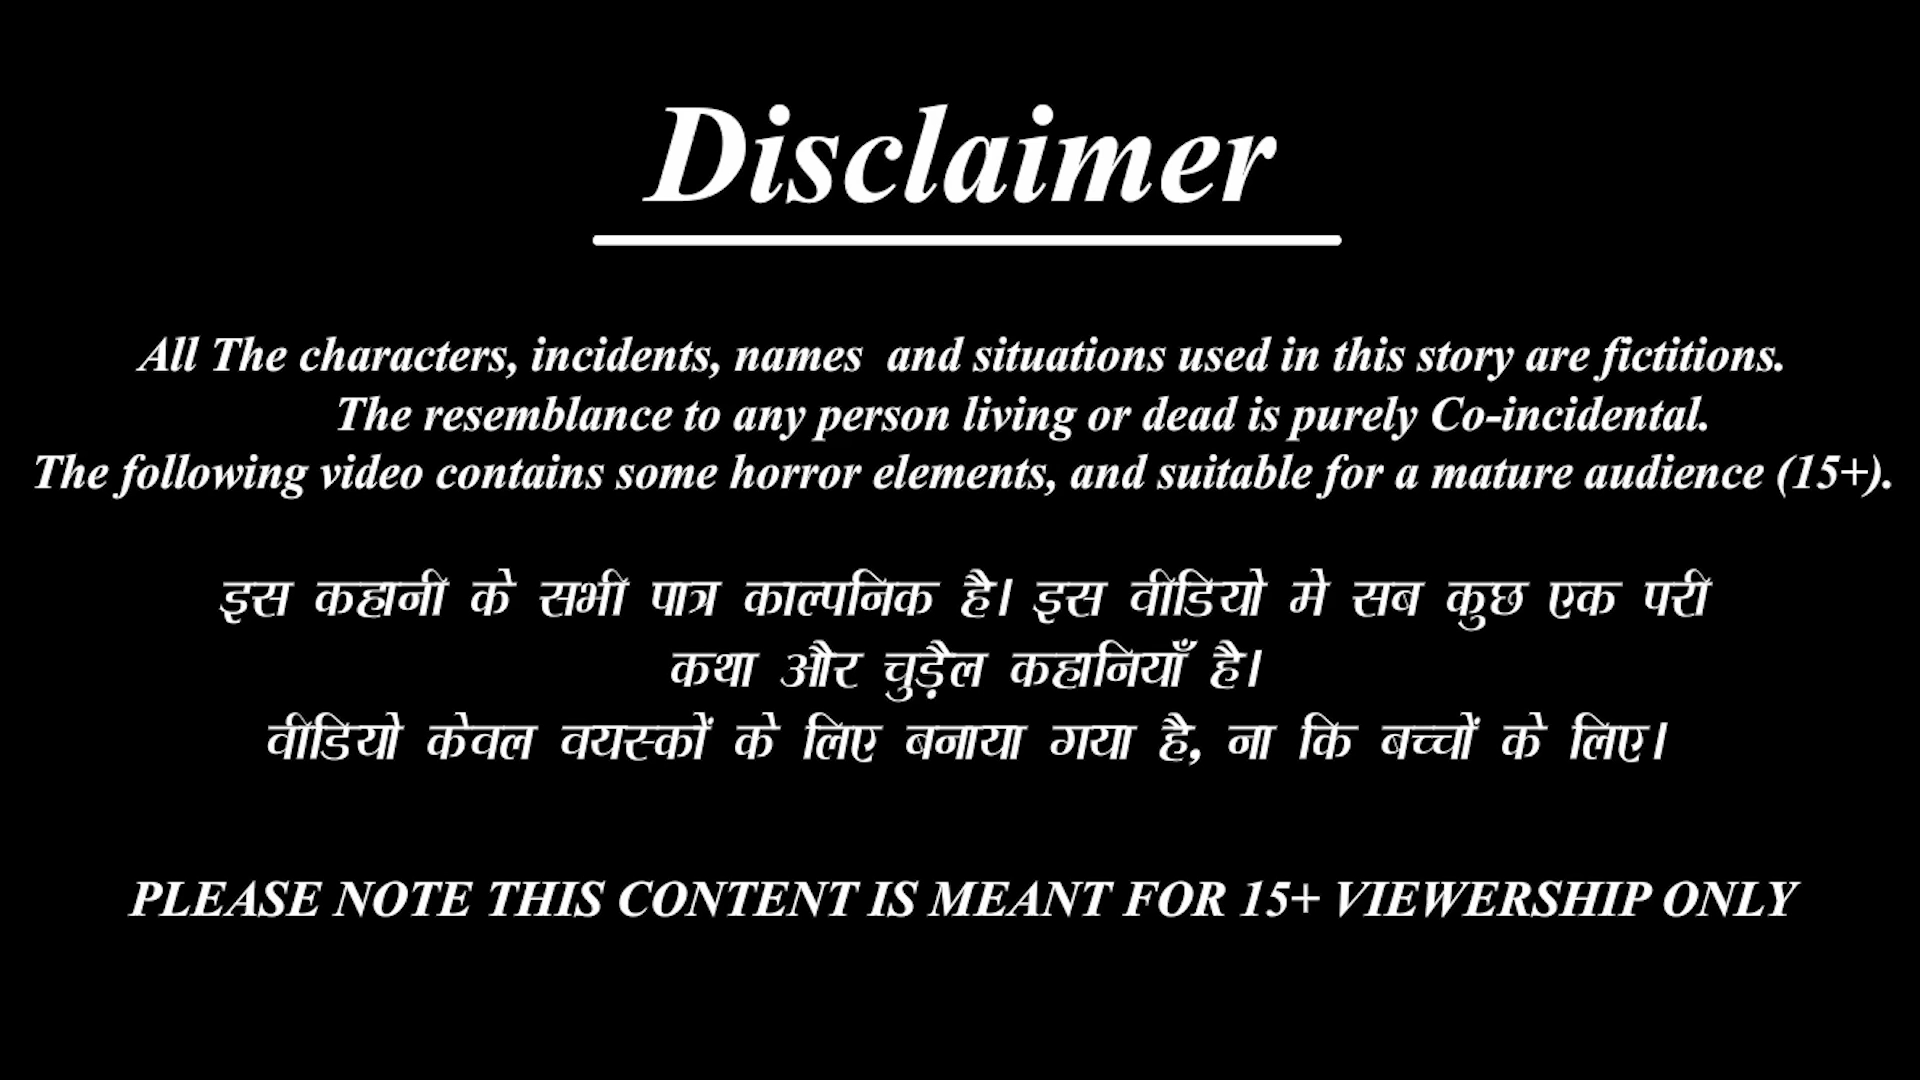 Disclaimer
All The characters, incidents, names and situations used in this story are fictitions.
The resemblance to any person living or dead is purely Co-incidental.
The following video contains some horror elements, and suitable for a mature audience (15+).
इस कहानी के सभी पात्र काल्पनिक है। इस वीडियो मे सब कुछ एक परी
कथा और चुड़ैल कहानियाँ है।
वीडियो केवल वयस्कों के लिए बनाया गया है, ना कि बच्चों के लिए।
PLEASE NOTE THIS CONTENT IS MEANT FOR 15+ VIEWERSHIP ONLY